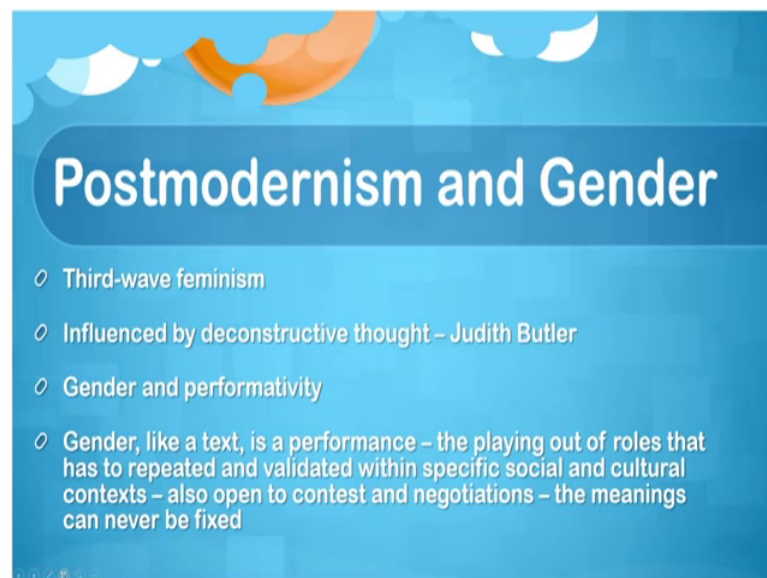 Postmodernism and Gender
Third-wave feminism
Influenced by deconstructive thought – Judith Butler
Gender and performativity
Gender, like a text, is a performance – the playing out of roles that
has to repeated and validated within specific social and cultural
contexts – also open to contest and negotiations – the meanings
can never be fixed